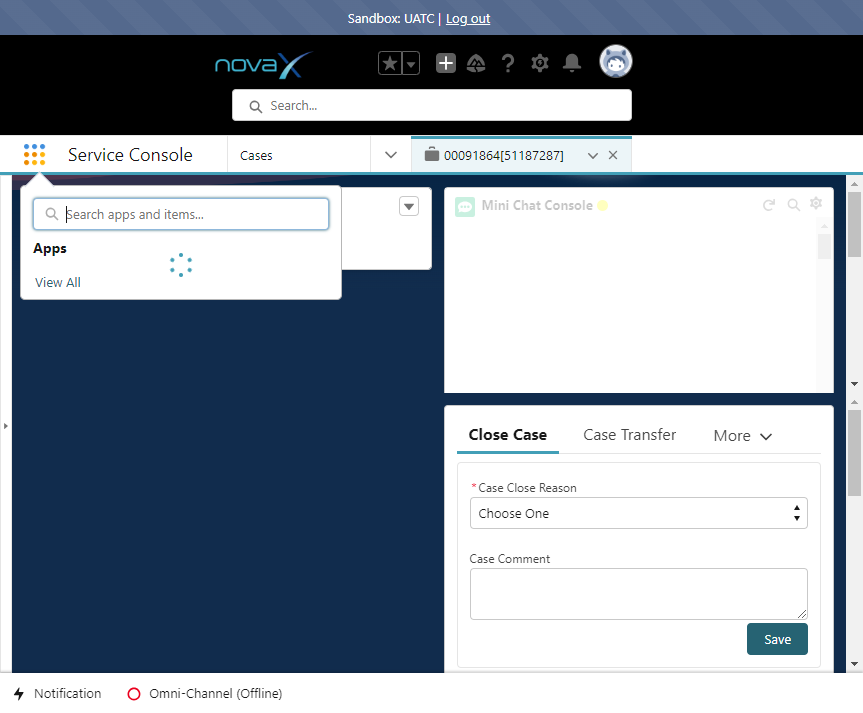 Sandbox: UATC | Log out
novaX
Search...
Service Console
Cases
00091864[51187287]
Search apps and items...
Apps
View All
Mini Chat Console
Close Case
Case Transfer
More
*Case Close Reason
Choose One
Case Comment
Save
Notification
Omni-Channel (Offline)